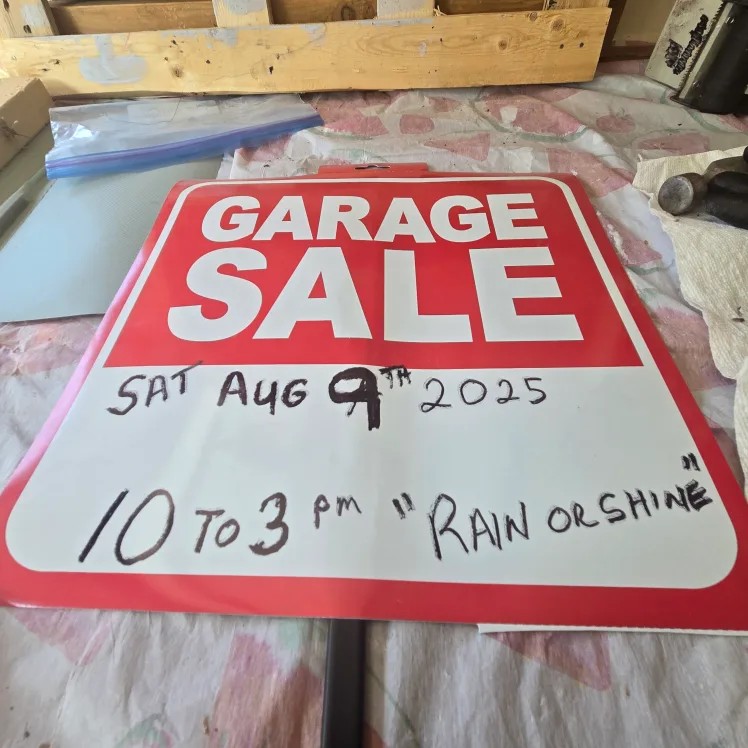 GARAGE
SALE
SAT AUG 9TH 2025
10 TO 3 PM "RAIN OR SHINE"